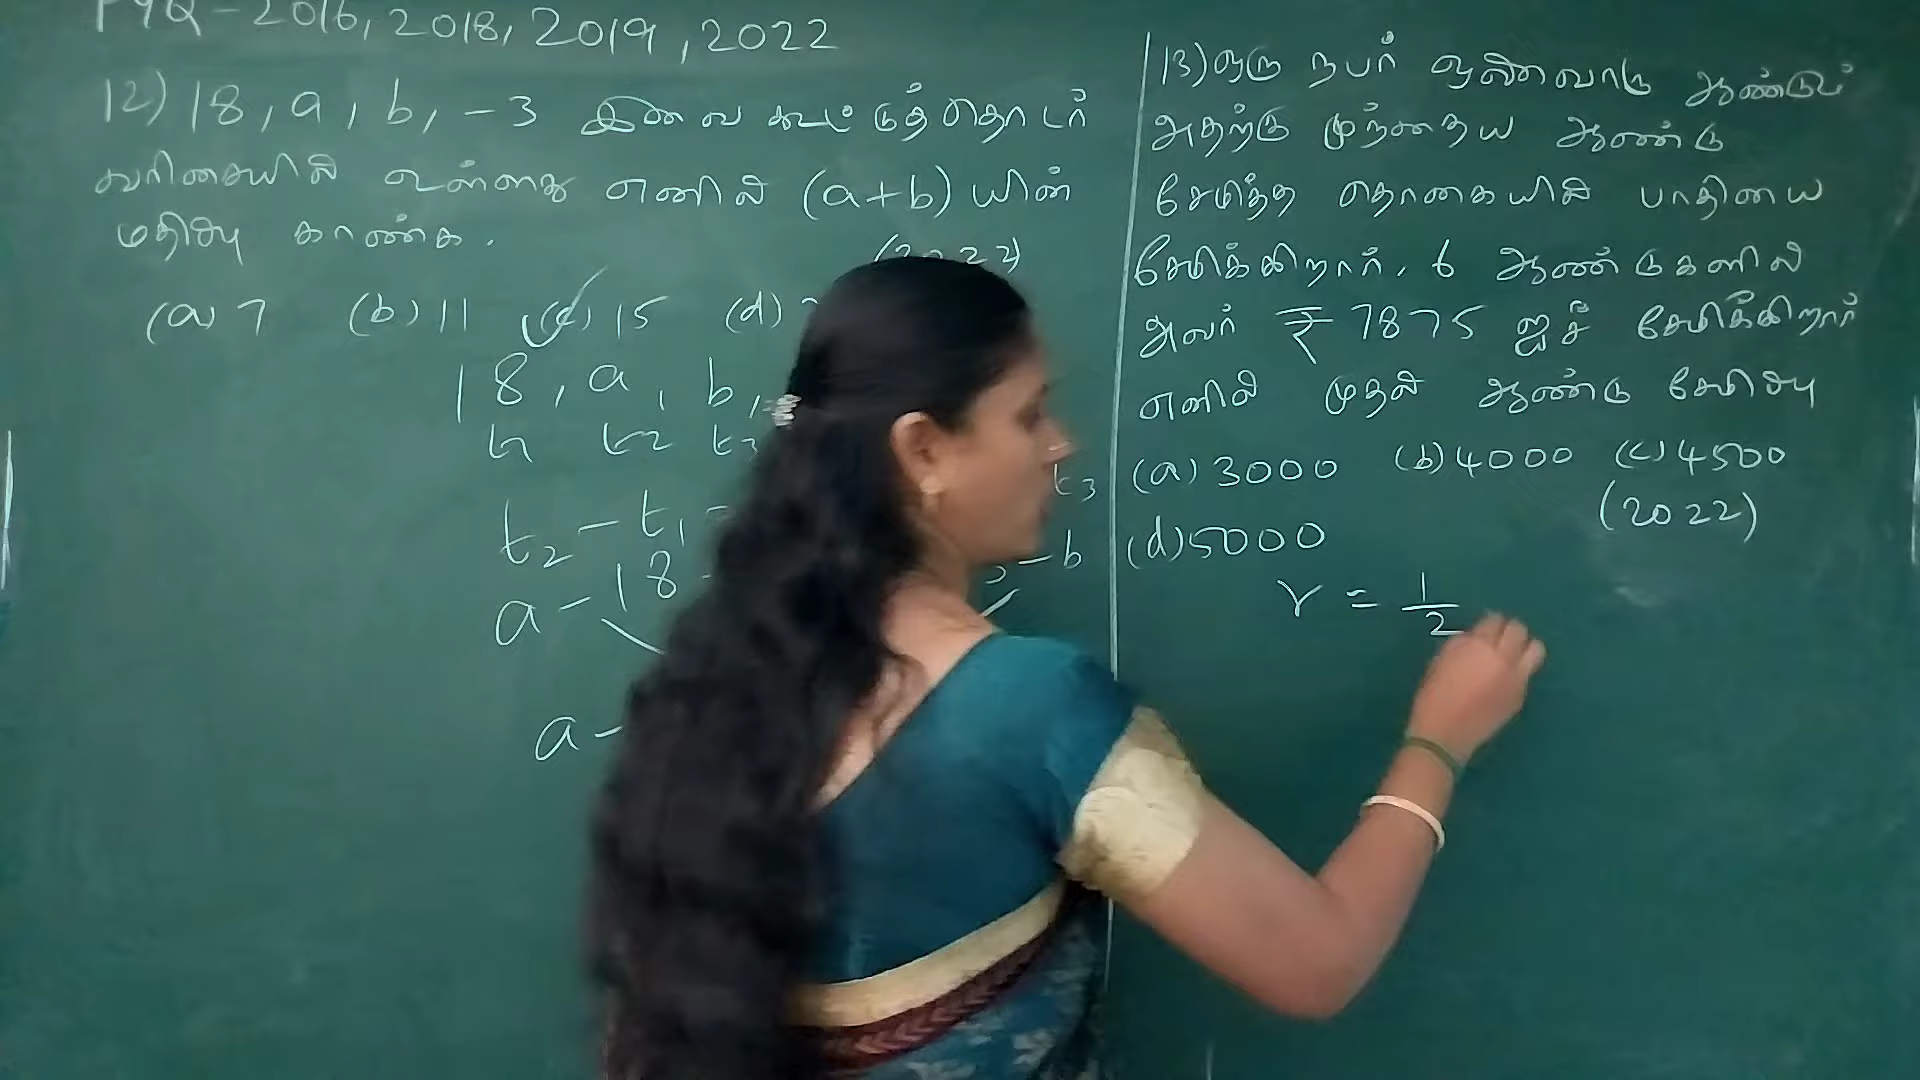 PYQ - 2016, 2018, 2019, 2022
12) 18, a, b, -3 இவை கூட்டுத்தொடர்
வரிசையில் உள்ளது எனில் (a+b) யின்
மதிப்பு காண்க.
(2022)
(a) 7 (b) 11 (c) 15 (d)
18, a, b,
t1 t2 t3
t2 - t1 = t3
a - 18 - b
a -
13) ஒரு நபர் ஒவ்வொரு ஆண்டும்
அதற்கு முந்தைய ஆண்டு
சேமித்த தொகையில் பாதியை
சேமிக்கிறார். 6 ஆண்டுகளில்
அவர் ₹ 7875 ஐச் சேமிக்கிறார்
எனில் முதல் ஆண்டு சேமிப்பு
(a) 3000 (b) 4000 (c) 4500
(2022)
(d) 5000
r = 1/2